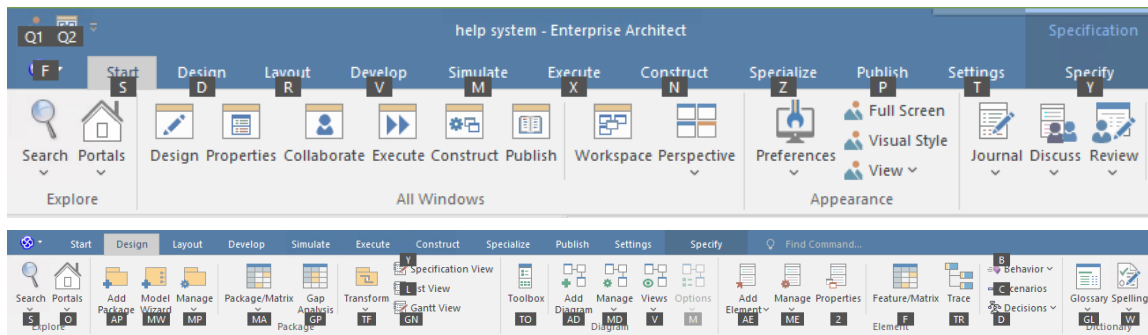 help system - Enterprise Architect
Specification
Q1 Q2
Start Design Layout Develop Simulate Execute Construct Specialize Publish Settings Specify
F S D R V M X N Z P T Y
Full Screen
Visual Style
View
Search Portals Design Properties Collaborate Execute Construct Publish Workspace Perspective Preferences Journal Discuss Review
Explore All Windows Appearance
Start Design Layout Develop Simulate Execute Construct Specialize Publish Settings Specify Find Command...
Y Specification View B Behavior
L List View C Scenarios
Search Portals Add Package Model Wizard Manage Package/Matrix Gap Analysis Transform Gantt View Toolbox Add Diagram Manage Views Options Add Element Manage Properties Feature/Matrix Trace Decisions Glossary Spelling
S O AP MW MP MA GP TF GN TO AD MD V M AE ME 2 F TR D GL W
Explore Package Diagram Element Dictionary